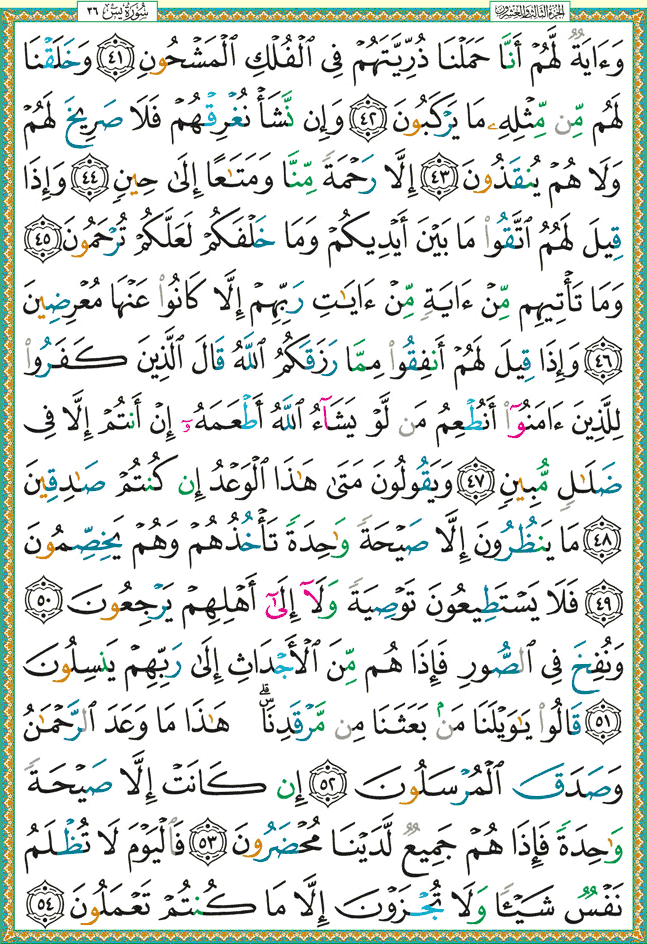 الجزء الثالث والعشرون سورة يس ٣٦
وَءَايَةٌ لَّهُمْ أَنَّا حَمَلْنَا ذُرِّيَّتَهُمْ فِى ٱلْفُلْكِ ٱلْمَشْحُونِ ٤١ وَخَلَقْنَا
لَهُم مِّن مِّثْلِهِۦ مَا يَرْكَبُونَ ٤٢ وَإِن نَّشَأْ نُغْرِقْهُمْ فَلَا صَرِيخَ لَهُمْ
وَلَا هُمْ يُنقَذُونَ ٤٣ إِلَّا رَحْمَةً مِّنَّا وَمَتَـٰعًا إِلَىٰ حِينٍ ٤٤ وَإِذَا
قِيلَ لَهُمُ ٱتَّقُوا۟ مَا بَيْنَ أَيْدِيكُمْ وَمَا خَلْفَكُمْ لَعَلَّكُمْ تُرْحَمُونَ ٤٥
وَمَا تَأْتِيهِم مِّنْ ءَايَةٍ مِّنْ ءَايَـٰتِ رَبِّهِمْ إِلَّا كَانُوا۟ عَنْهَا مُعْرِضِينَ
٤٦ وَإِذَا قِيلَ لَهُمْ أَنفِقُوا۟ مِمَّا رَزَقَكُمُ ٱللَّهُ قَالَ ٱلَّذِينَ كَفَرُوا۟
لِلَّذِينَ ءَامَنُوٓا۟ أَنُطْعِمُ مَن لَّوْ يَشَآءُ ٱللَّهُ أَطْعَمَهُۥٓ إِنْ أَنتُمْ إِلَّا فِى
ضَلَـٰلٍ مُّبِينٍ ٤٧ وَيَقُولُونَ مَتَىٰ هَـٰذَا ٱلْوَعْدُ إِن كُنتُمْ صَـٰدِقِينَ
٤٨ مَا يَنظُرُونَ إِلَّا صَيْحَةً وَٰحِدَةً تَأْخُذُهُمْ وَهُمْ يَخِصِّمُونَ
٤٩ فَلَا يَسْتَطِيعُونَ تَوْصِيَةً وَلَآ إِلَىٰٓ أَهْلِهِمْ يَرْجِعُونَ ٥٠
وَنُفِخَ فِى ٱلصُّورِ فَإِذَا هُم مِّنَ ٱلْأَجْدَاثِ إِلَىٰ رَبِّهِمْ يَنسِلُونَ
٥١ قَالُوا۟ يَـٰوَيْلَنَا مَنۢ بَعَثَنَا مِن مَّرْقَدِنَا ۜ ۗ هَـٰذَا مَا وَعَدَ ٱلرَّحْمَـٰنُ
وَصَدَقَ ٱلْمُرْسَلُونَ ٥٢ إِن كَانَتْ إِلَّا صَيْحَةً
وَٰحِدَةً فَإِذَا هُمْ جَمِيعٌ لَّدَيْنَا مُحْضَرُونَ ٥٣ فَٱلْيَوْمَ لَا تُظْلَمُ
نَفْسٌ شَيْـًٔا وَلَا تُجْزَوْنَ إِلَّا مَا كُنتُمْ تَعْمَلُونَ ٥٤